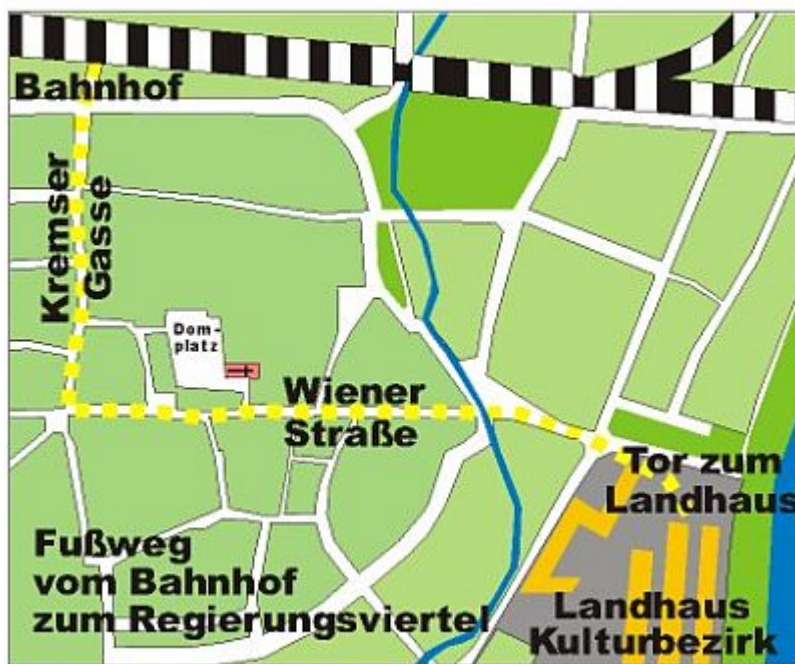 Bahnhof
Kremser
Gasse
Dom-
platz
Wiener
Straße
Tor zum
Landhaus
Fußweg
vom Bahnhof
zum Regierungsviertel
Landhaus
Kulturbezirk